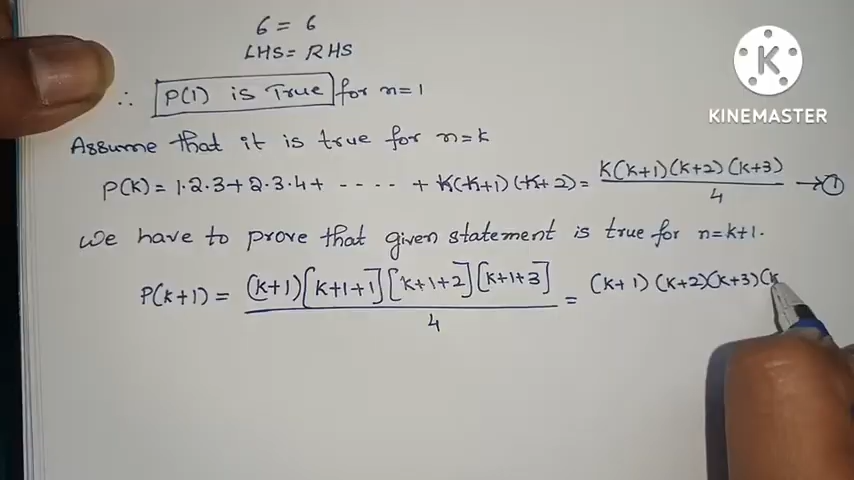 6 = 6
LHS = RHS
∴ P(1) is True for n=1
Assume that it is true for n=k
P(k) = 1·2·3+ 2·3·4+ ---- + k(k+1)(k+2) = k(k+1)(k+2)(k+3)/4 → ①
We have to prove that given statement is true for n=k+1.
P(k+1) = (k+1)[k+1+1][k+1+2][k+1+3]/4 = (k+1)(k+2)(k+3)(k
K
KINEMASTER